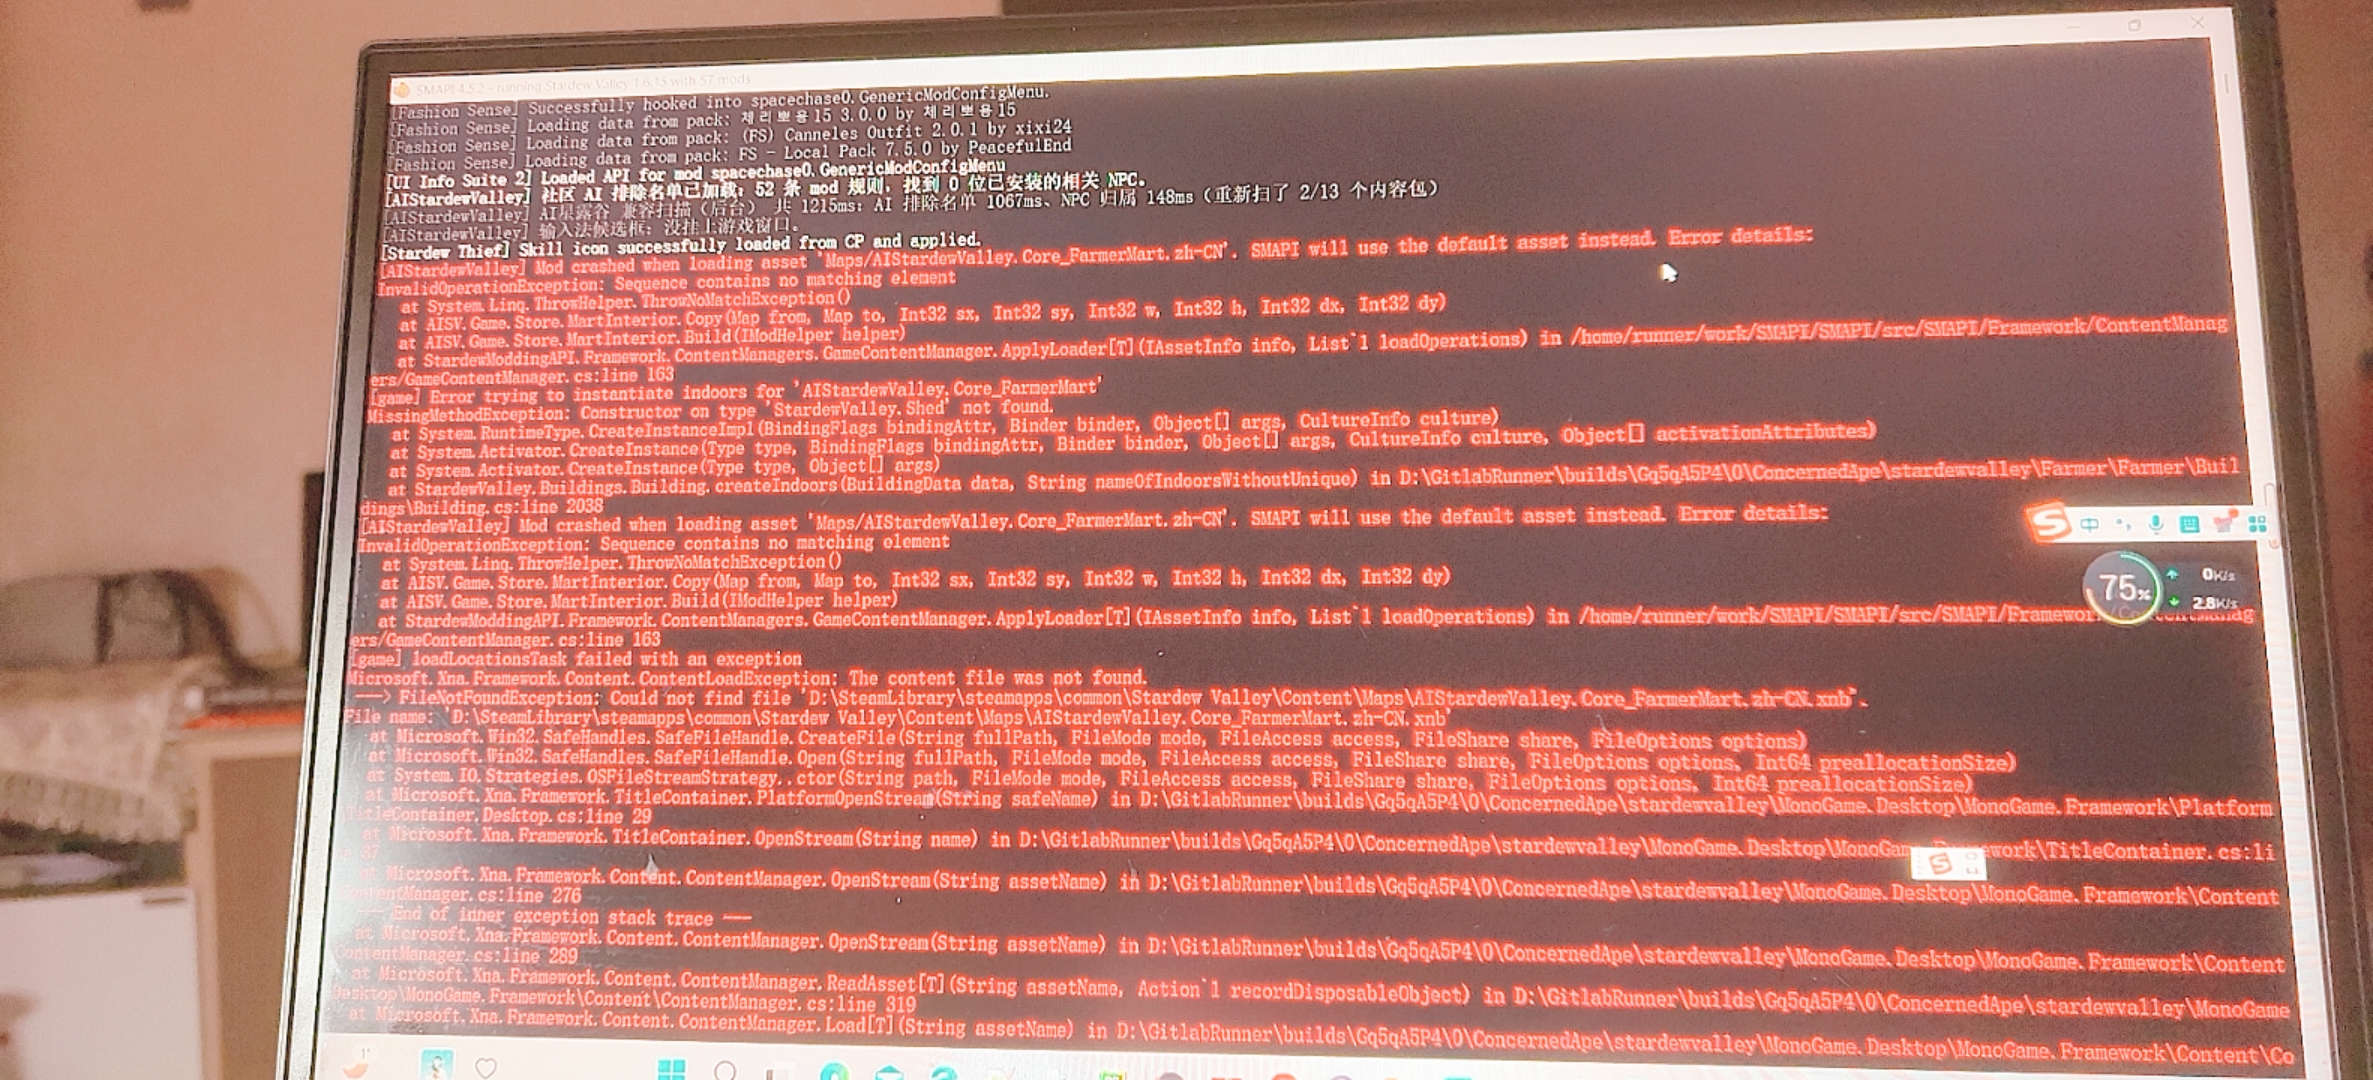 SMAPI 4.5.2 - running Stardew Valley 1.6.15 with 57 mods
[Fashion Sense] Successfully hooked into spacechase0.GenericModConfigMenu.
[Fashion Sense] Loading data from pack: 체리뽀용15 3.0.0 by 체리뽀용15
[Fashion Sense] Loading data from pack: (FS) Canneles Outfit 2.0.1 by xixi24
[Fashion Sense] Loading data from pack: FS - Local Pack 7.5.0 by PeacefulEnd
[UI Info Suite 2] Loaded API for mod spacechase0.GenericModConfigMenu
[AIStardewValley] 社区 AI 排除名单已加载：52 条 mod 规则，找到 0 位已安装的相关 NPC。
[AIStardewValley] AI星露谷 兼容扫描（后台） 共 1215ms：AI 排除名单 1067ms、NPC 归属 148ms（重新扫了 2/13 个内容包）
[AIStardewValley] 输入法候选框：没挂上游戏窗口。
[Stardew Thief] Skill icon successfully loaded from CP and applied.
[AIStardewValley] Mod crashed when loading asset 'Maps/AIStardewValley.Core_FarmerMart.zh-CN'. SMAPI will use the default asset instead. Error details:
InvalidOperationException: Sequence contains no matching element
at System.Linq.ThrowHelper.ThrowNoMatchException()
at AISV.Game.Store.MartInterior.Copy(Map from, Map to, Int32 sx, Int32 sy, Int32 w, Int32 h, Int32 dx, Int32 dy)
at AISV.Game.Store.MartInterior.Build(IModHelper helper)
at StardewModdingAPI.Framework.ContentManagers.GameContentManager.ApplyLoader[T](IAssetInfo info, List`1 loadOperations) in /home/runner/work/SMAPI/SMAPI/src/SMAPI/Framework/ContentManag
ers/GameContentManager.cs:line 163
[game] Error trying to instantiate indoors for 'AIStardewValley.Core_FarmerMart'
MissingMethodException: Constructor on type 'StardewValley.Shed' not found.
at System.RuntimeType.CreateInstanceImpl(BindingFlags bindingAttr, Binder binder, Object[] args, CultureInfo culture)
at System.Activator.CreateInstance(Type type, BindingFlags bindingAttr, Binder binder, Object[] args, CultureInfo culture, Object[] activationAttributes)
at System.Activator.CreateInstance(Type type, Object[] args)
at StardewValley.Buildings.Building.createIndoors(BuildingData data, String nameOfIndoorsWithoutUnique) in D:\GitlabRunner\builds\Gq5qA5P4\0\ConcernedApe\stardewvalley\Farmer\Farmer\Buil
dings\Building.cs:line 2038
[AIStardewValley] Mod crashed when loading asset 'Maps/AIStardewValley.Core_FarmerMart.zh-CN'. SMAPI will use the default asset instead. Error details:
InvalidOperationException: Sequence contains no matching element
at System.Linq.ThrowHelper.ThrowNoMatchException()
at AISV.Game.Store.MartInterior.Copy(Map from, Map to, Int32 sx, Int32 sy, Int32 w, Int32 h, Int32 dx, Int32 dy)
at AISV.Game.Store.MartInterior.Build(IModHelper helper)
at StardewModdingAPI.Framework.ContentManagers.GameContentManager.ApplyLoader[T](IAssetInfo info, List`1 loadOperations) in /home/runner/work/SMAPI/SMAPI/src/SMAPI/Framewor
ers/GameContentManager.cs:line 163
[game] loadLocationsTask failed with an exception
Microsoft.Xna.Framework.Content.ContentLoadException: The content file was not found.
---> FileNotFoundException: Could not find file 'D:\SteamLibrary\steamapps\common\Stardew Valley\Content\Maps\AIStardewValley.Core_FarmerMart.zh-CN.xnb'.
File name: 'D:\SteamLibrary\steamapps\common\Stardew Valley\Content\Maps\AIStardewValley.Core_FarmerMart.zh-CN.xnb'
at Microsoft.Win32.SafeHandles.SafeFileHandle.CreateFile(String fullPath, FileMode mode, FileAccess access, FileShare share, FileOptions options)
at Microsoft.Win32.SafeHandles.SafeFileHandle.Open(String fullPath, FileMode mode, FileAccess access, FileShare share, FileOptions options, Int64 preallocationSize)
at System.IO.Strategies.OSFileStreamStrategy..ctor(String path, FileMode mode, FileAccess access, FileShare share, FileOptions options, Int64 preallocationSize)
at Microsoft.Xna.Framework.TitleContainer.PlatformOpenStream(String safeName) in D:\GitlabRunner\builds\Gq5qA5P4\0\ConcernedApe\stardewvalley\MonoGame.Desktop\MonoGame.Framework\Platform
TitleContainer.Desktop.cs:line 29
at Microsoft.Xna.Framework.TitleContainer.OpenStream(String name) in D:\GitlabRunner\builds\Gq5qA5P4\0\ConcernedApe\stardewvalley\MonoGame.Desktop\MonoGam ework\TitleContainer.cs:li
37
at Microsoft.Xna.Framework.Content.ContentManager.OpenStream(String assetName) in D:\GitlabRunner\builds\Gq5qA5P4\0\ConcernedApe\stardewvalley\MonoGame.Desktop\MonoGame.Framework\Content
ContentManager.cs:line 276
--- End of inner exception stack trace ---
at Microsoft.Xna.Framework.Content.ContentManager.OpenStream(String assetName) in D:\GitlabRunner\builds\Gq5qA5P4\0\ConcernedApe\stardewvalley\MonoGame.Desktop\MonoGame.Framework\Content
ContentManager.cs:line 289
at Microsoft.Xna.Framework.Content.ContentManager.ReadAsset[T](String assetName, Action`1 recordDisposableObject) in D:\GitlabRunner\builds\Gq5qA5P4\0\ConcernedApe\stardewvalley\MonoGame
Desktop\MonoGame.Framework\Content\ContentManager.cs:line 319
at Microsoft.Xna.Framework.Content.ContentManager.Load[T](String assetName) in D:\GitlabRunner\builds\Gq5qA5P4\0\ConcernedApe\stardewvalley\MonoGame.Desktop\MonoGame.Framework\Content\Co
中
75%
0K/s
2.8K/s
1°